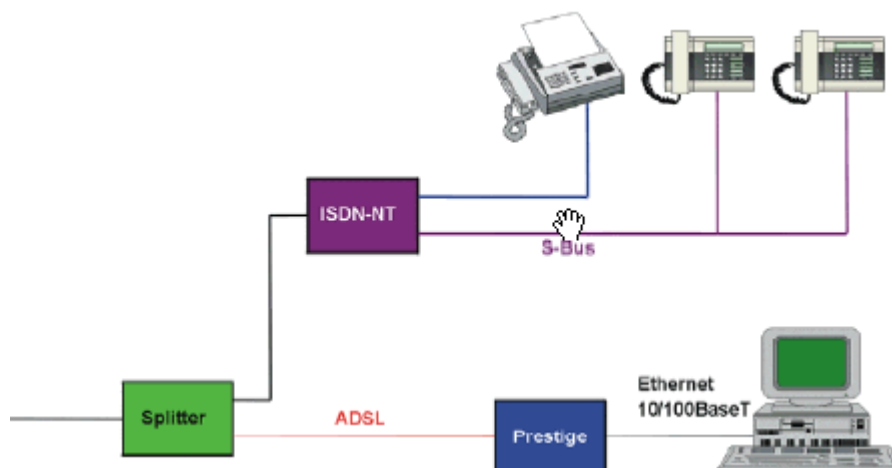 ISDN-NT
S-Bus
Splitter
ADSL
Prestige
Ethernet
10/100BaseT